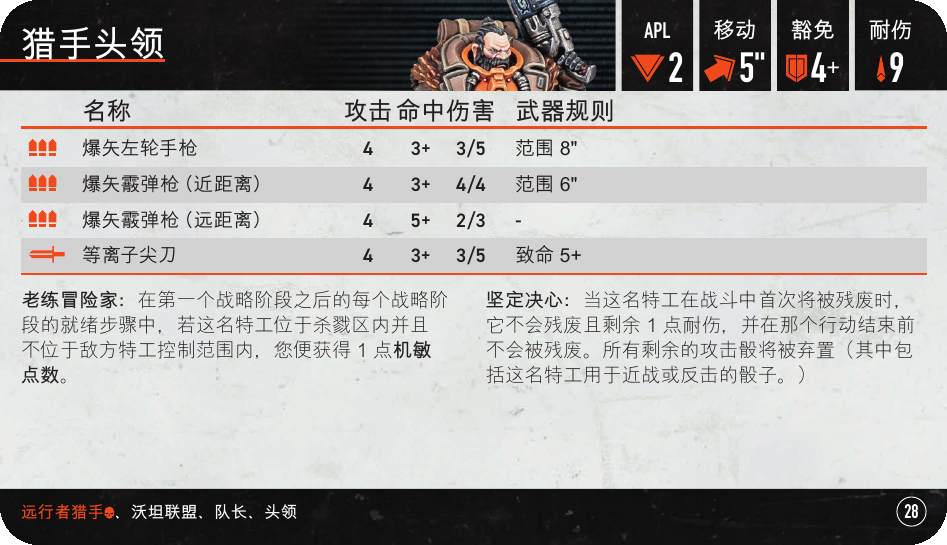 猎手头领
APL 移动 豁免 耐伤
2 5" 4+ 9
名称 攻击 命中 伤害 武器规则
爆矢左轮手枪 4 3+ 3/5 范围 8"
爆矢霰弹枪（近距离） 4 3+ 4/4 范围 6"
爆矢霰弹枪（远距离） 4 5+ 2/3 -
等离子尖刀 4 3+ 3/5 致命 5+
老练冒险家：在第一个战略阶段之后的每个战略阶
段的就绪步骤中，若这名特工位于杀戮区内并且
不位于敌方特工控制范围内，您便获得 1 点机敏
点数。
坚定决心：当这名特工在战斗中首次将被残废时，
它不会残废且剩余 1 点耐伤，并在那个行动结束前
不会被残废。所有剩余的攻击骰将被弃置（其中包
括这名特工用于近战或反击的骰子。）
远行者猎手、沃坦联盟、队长、头领
28